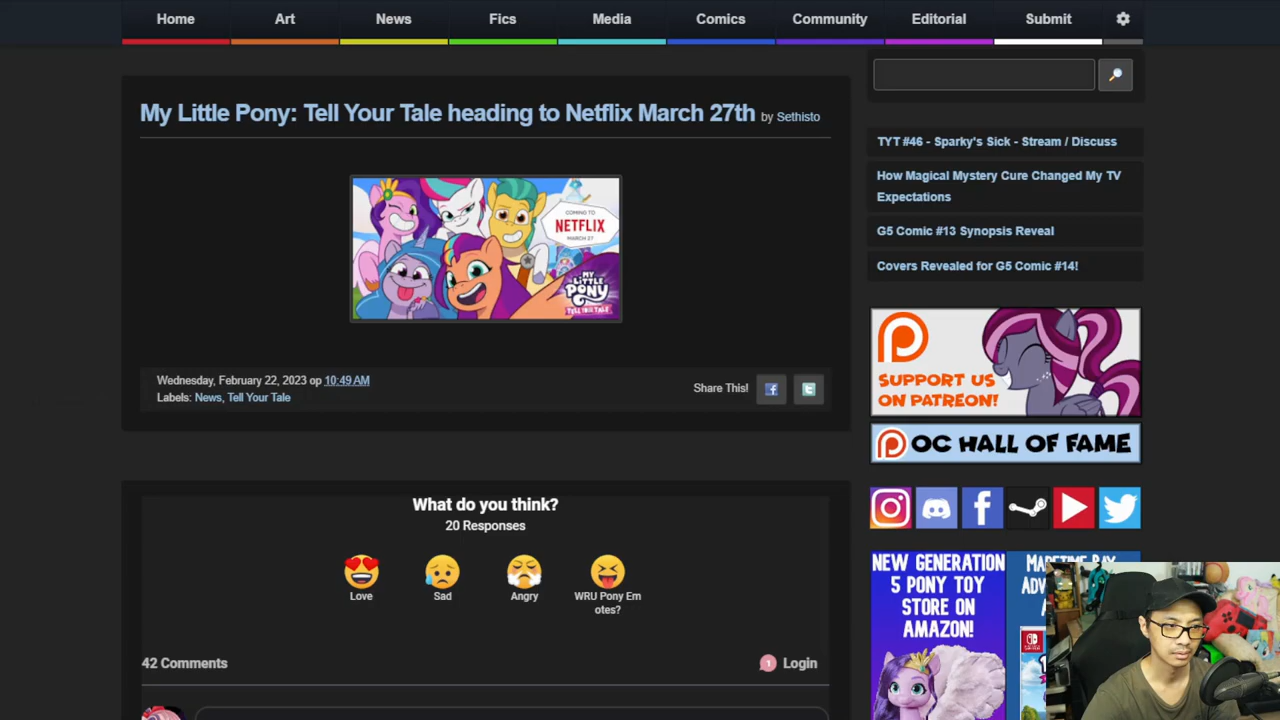 Home Art News Fics Media Comics Community Editorial Submit
My Little Pony: Tell Your Tale heading to Netflix March 27th by Sethisto
COMING TO
NETFLIX
MARCH 27
MY
LITTLE
PONY
TELL YOUR TALE
Wednesday, February 22, 2023 op 10:49 AM
Labels: News, Tell Your Tale
Share This!
What do you think?
20 Responses
Love
Sad
Angry
WRU Pony Em
otes?
42 Comments
1 Login
TYT #46 - Sparky's Sick - Stream / Discuss
How Magical Mystery Cure Changed My TV
Expectations
G5 Comic #13 Synopsis Reveal
Covers Revealed for G5 Comic #14!
SUPPORT US
ON PATREON!
OC HALL OF FAME
NEW GENERATION
5 PONY TOY
STORE ON
AMAZON!
MARETIME BAY